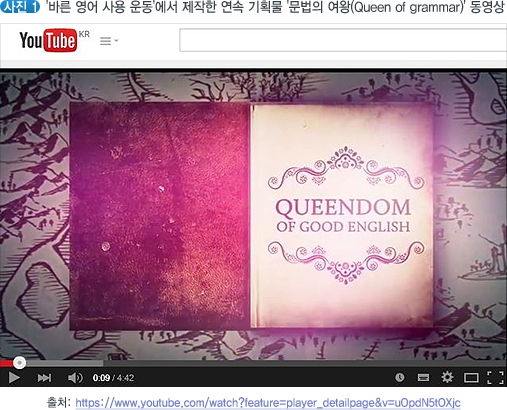 사진 1 '바른 영어 사용 운동'에서 제작한 연속 기획물 '문법의 여왕(Queen of grammar)' 동영상
YouTube KR
QUEENDOM
OF GOOD ENGLISH
0:09 / 4:42
출처: https://www.youtube.com/watch?feature=player_detailpage&v=uOpdN5tOXjc